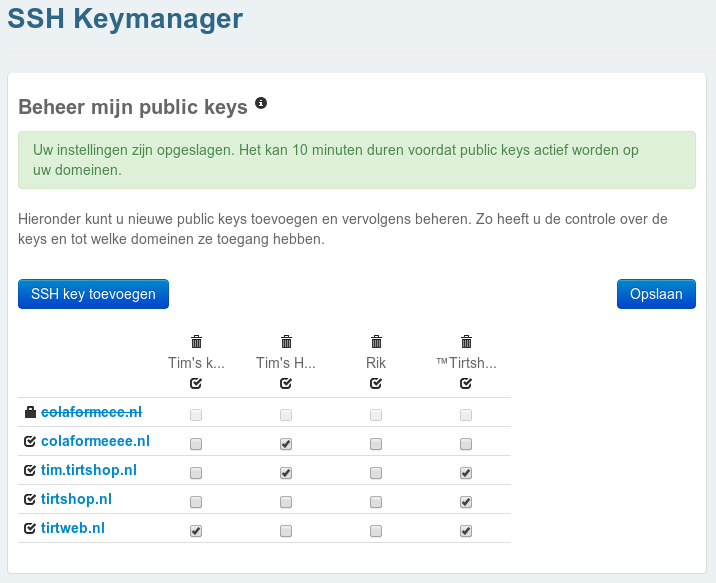 SSH Keymanager
Beheer mijn public keys
Uw instellingen zijn opgeslagen. Het kan 10 minuten duren voordat public keys actief worden op
uw domeinen.
Hieronder kunt u nieuwe public keys toevoegen en vervolgens beheren. Zo heeft u de controle over de
keys en tot welke domeinen ze toegang hebben.
SSH key toevoegen Opslaan
Tim's k... Tim's H... Rik ™Tirtsh...
colaformeee.nl
colaformeeee.nl
tim.tirtshop.nl
tirtshop.nl
tirtweb.nl